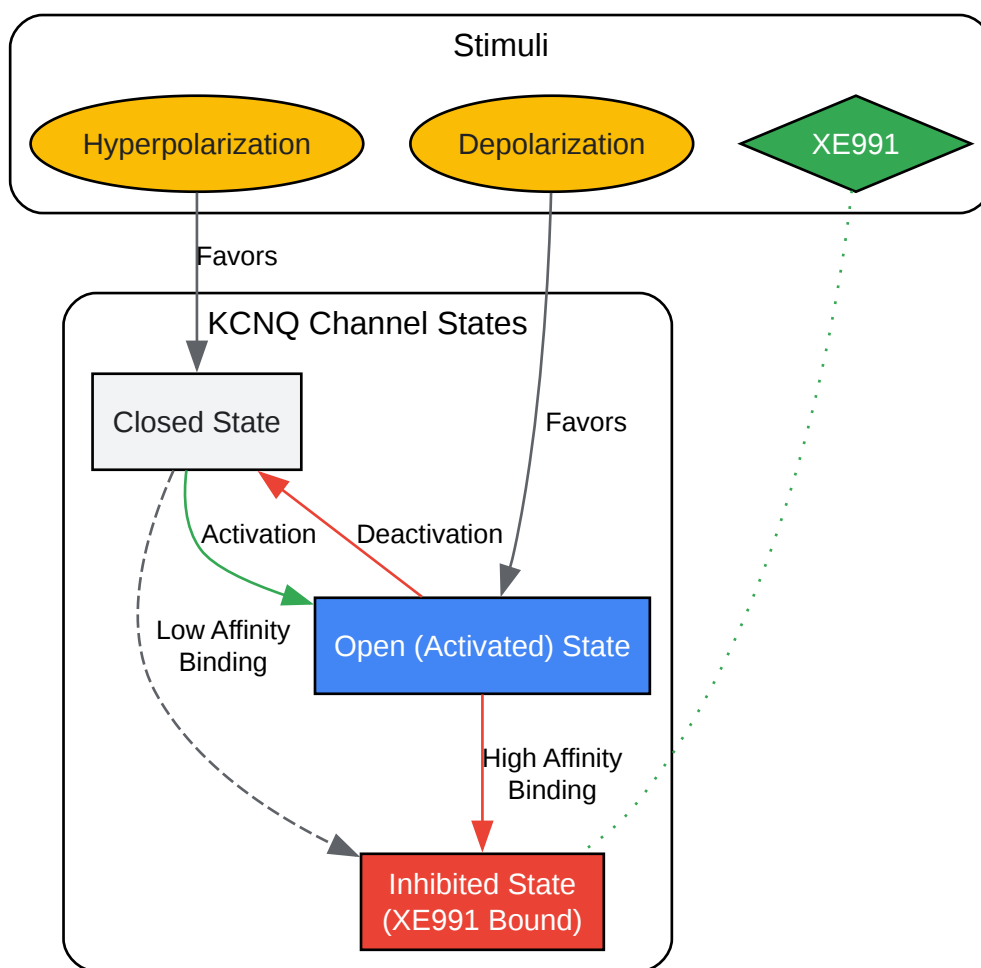 Stimuli
Hyperpolarization
Depolarization
XE991
Favors
KCNQ Channel States
Closed State
Favors
Activation
Deactivation
Low Affinity
Binding
Open (Activated) State
High Affinity
Binding
Inhibited State
(XE991 Bound)